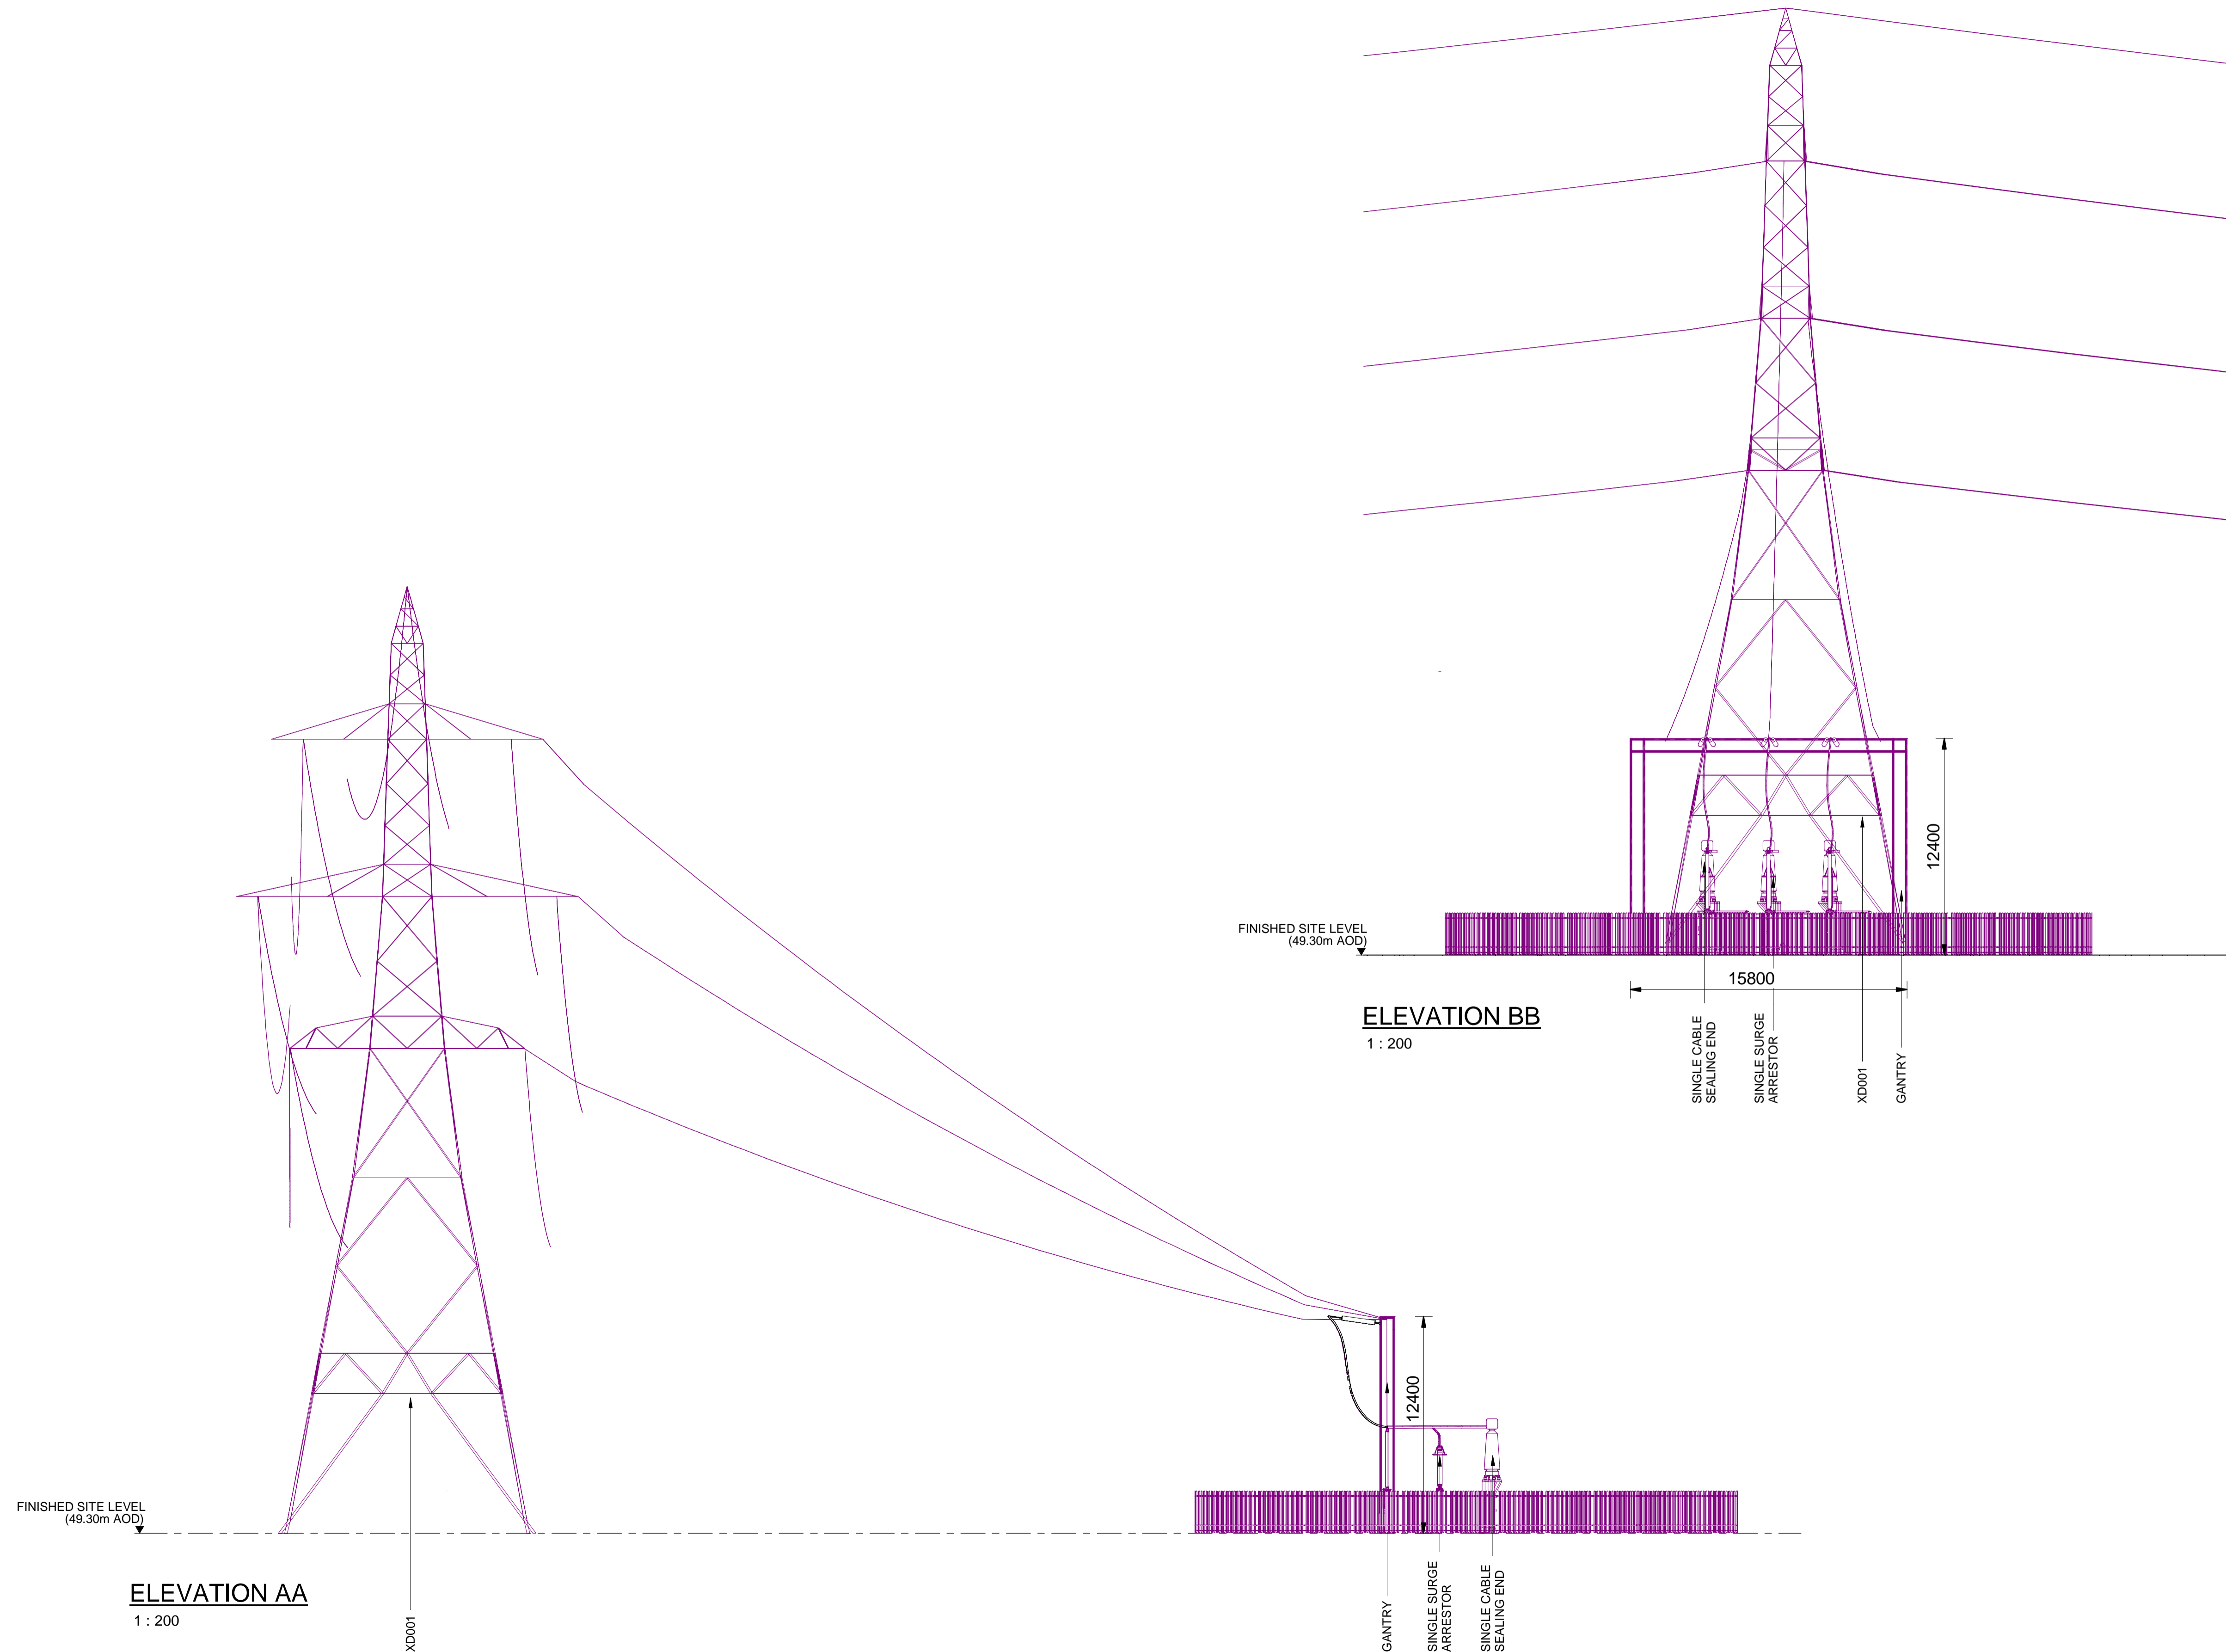 12400
FINISHED SITE LEVEL
(49.30m AOD)
15800
ELEVATION BB
1 : 200
SINGLE CABLE
SEALING END
SINGLE SURGE
ARRESTOR
XD001
GANTRY
12400
FINISHED SITE LEVEL
(49.30m AOD)
ELEVATION AA
1 : 200
XD001
GANTRY
SINGLE SURGE
ARRESTOR
SINGLE CABLE
SEALING END